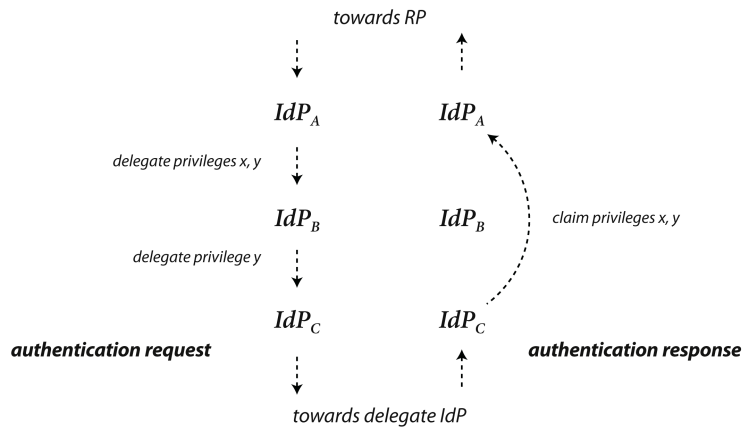 towards RP
IdP_A IdP_A
delegate privileges x, y
IdP_B IdP_B claim privileges x, y
delegate privilege y
IdP_C IdP_C
authentication request authentication response
towards delegate IdP